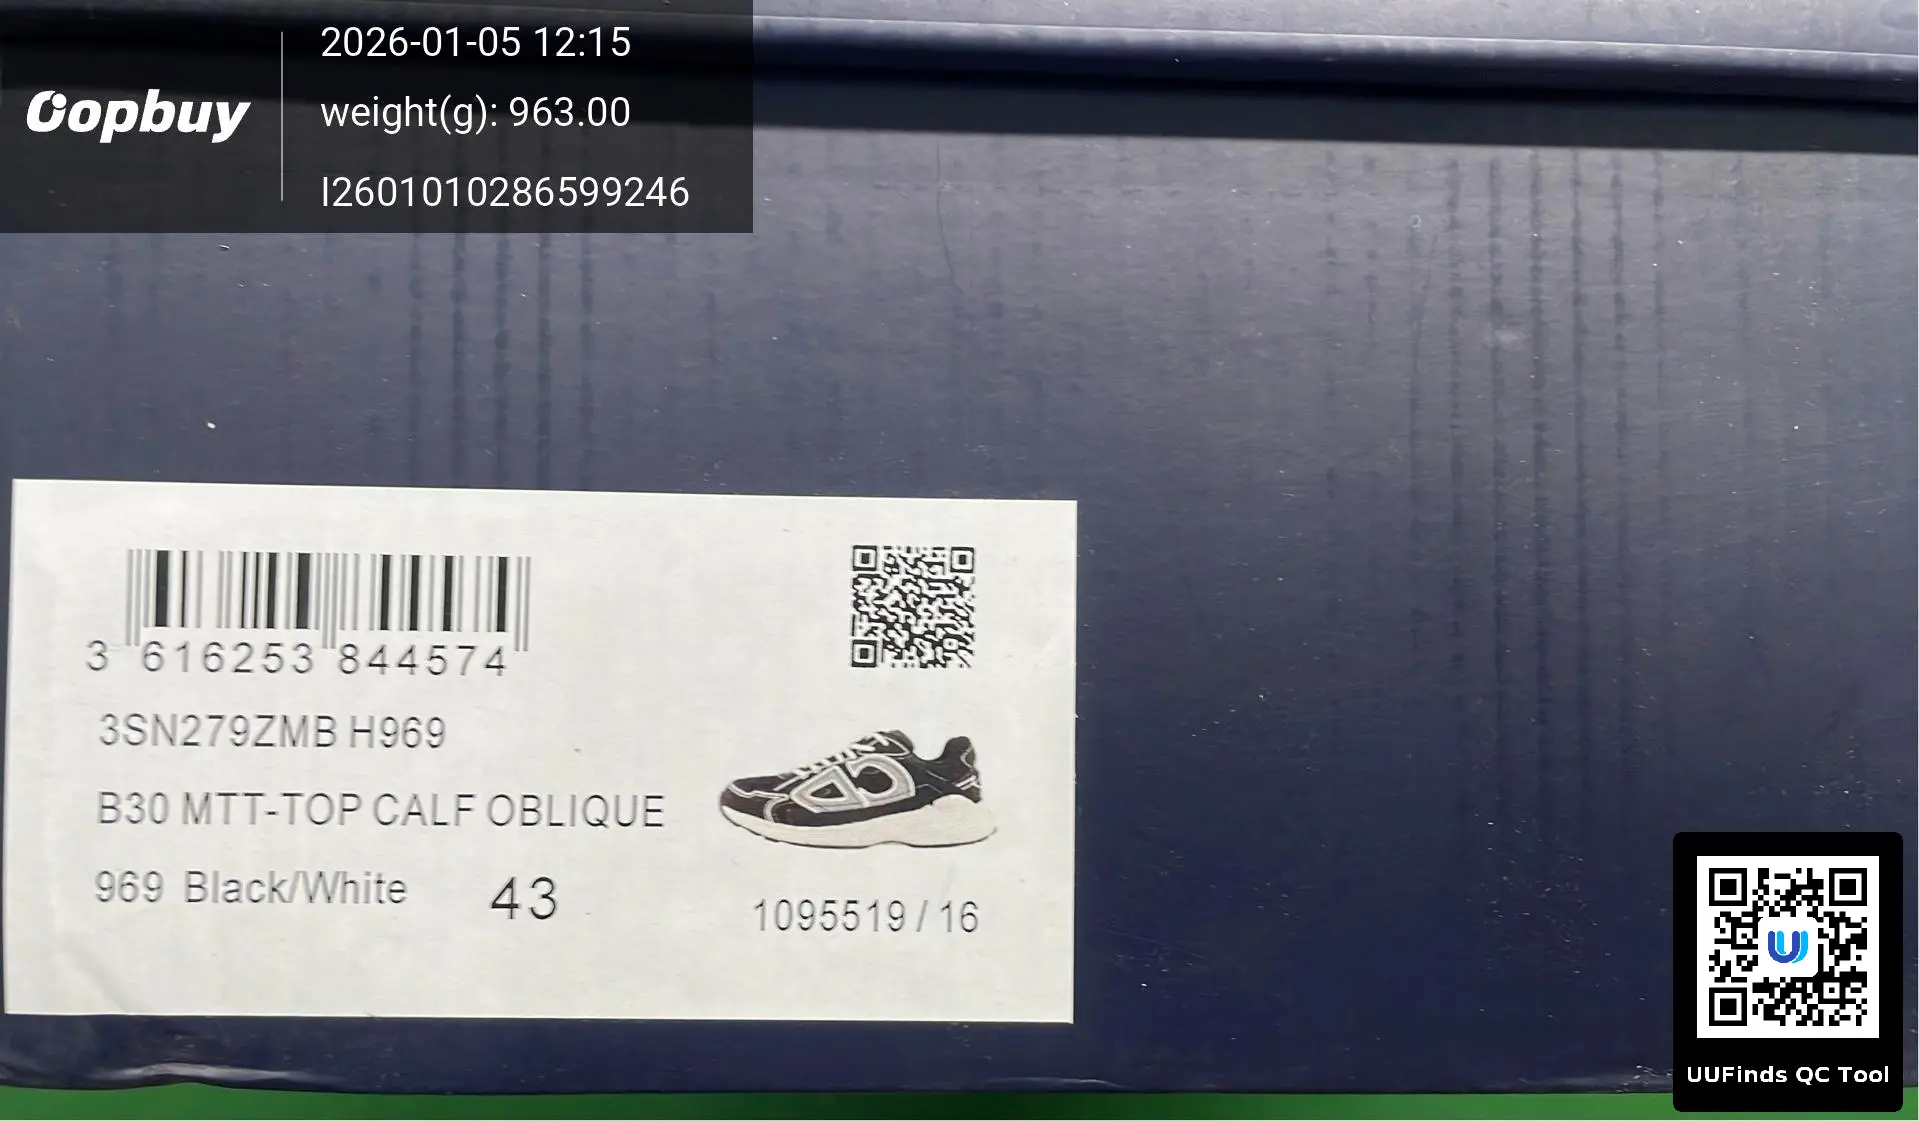 Oopbuy
2026-01-05 12:15
weight(g): 963.00
I2601010286599246
3 616253 844574
3SN279ZMB H969
B30 MTT-TOP CALF OBLIQUE
969 Black/White 43
1095519 / 16
UUFinds QC Tool